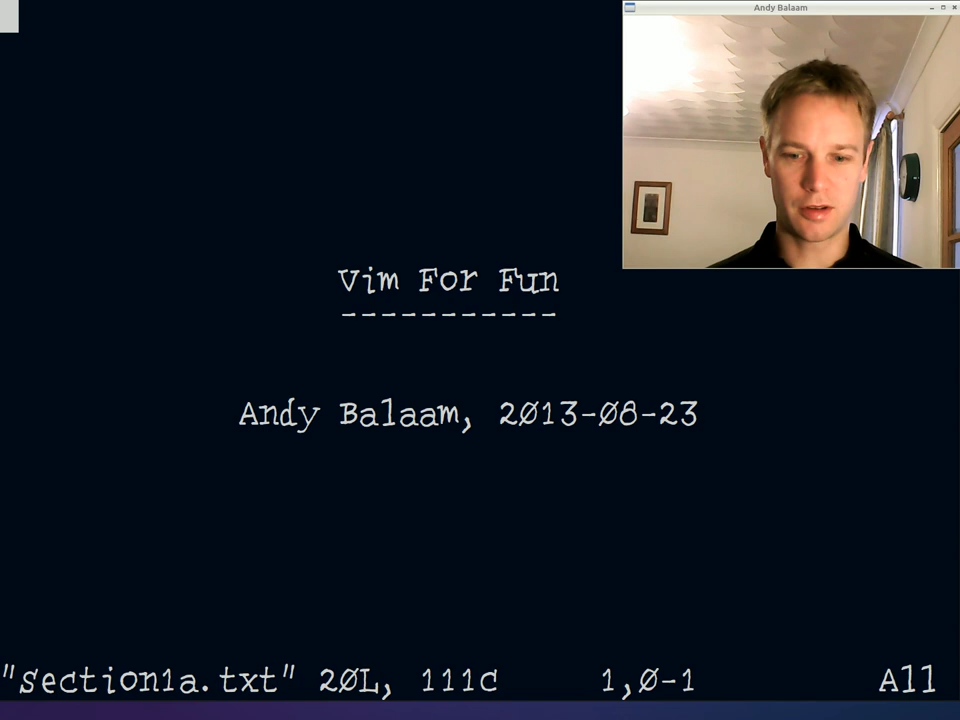 Andy Balaam
Vim For Fun
-----------
Andy Balaam, 2013-08-23
"section1a.txt" 20L, 111C 1,0-1 All